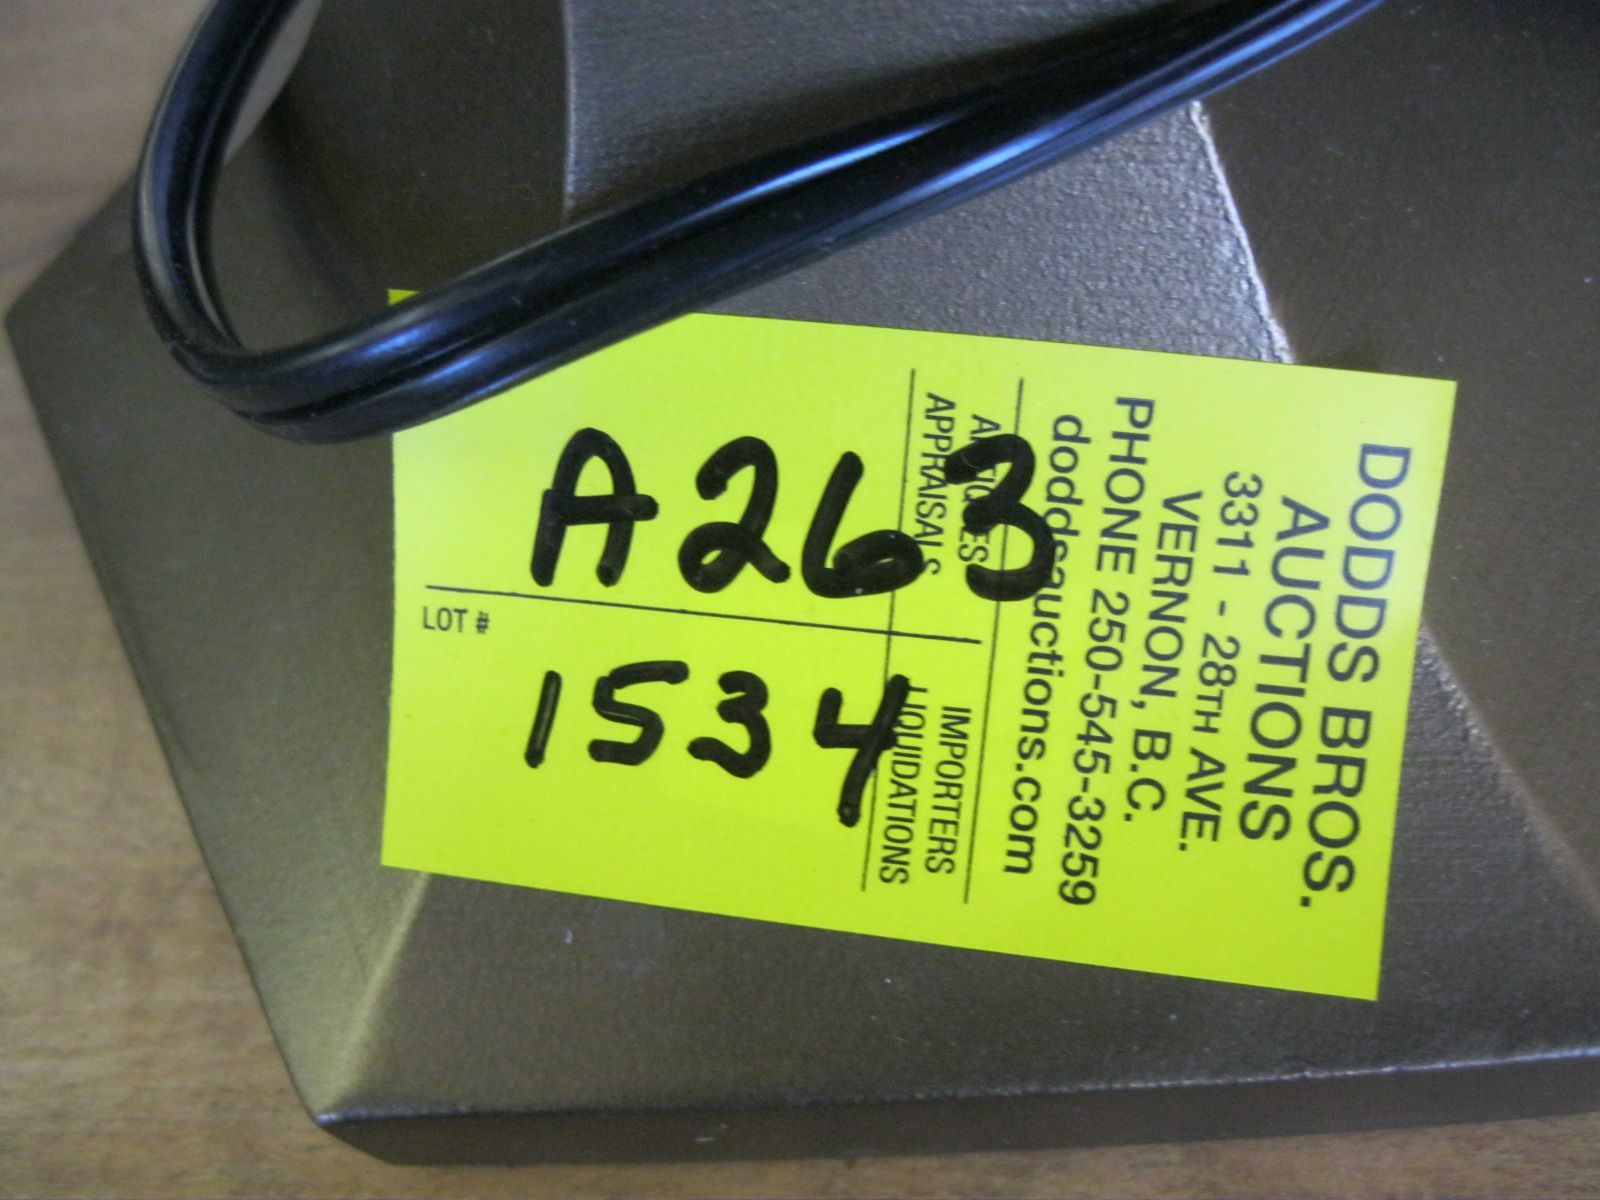 DODDS BROS.
AUCTIONS
3311 - 28TH AVE.
VERNON, B.C.
PHONE 250-545-3259
doddsauctions.com
ANTIQUES IMPORTERS
APPRAISALS LIQUIDATIONS
A263
LOT #
1534